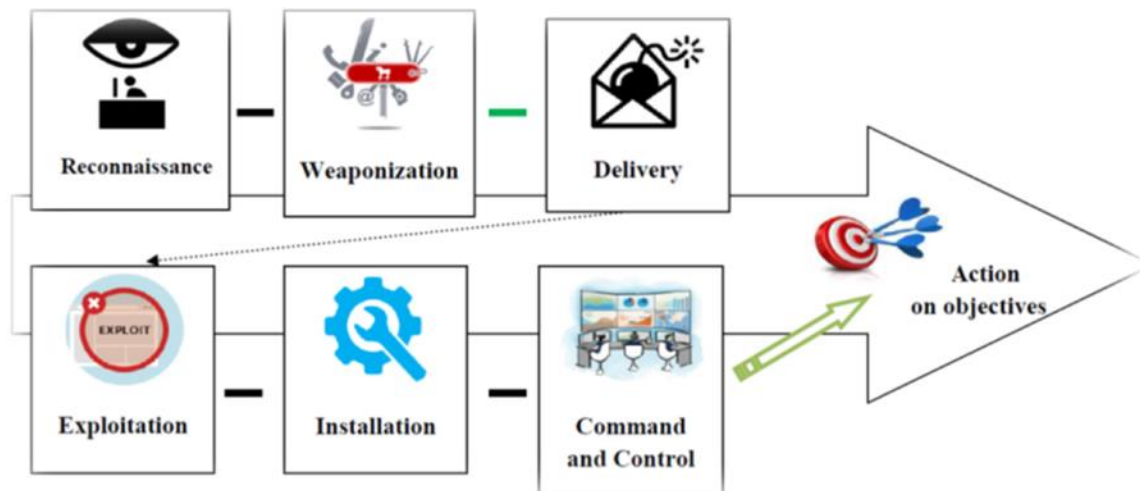 Reconnaissance
Weaponization
Delivery
Action
on objectives
EXPLOIT
Exploitation
Installation
Command
and Control